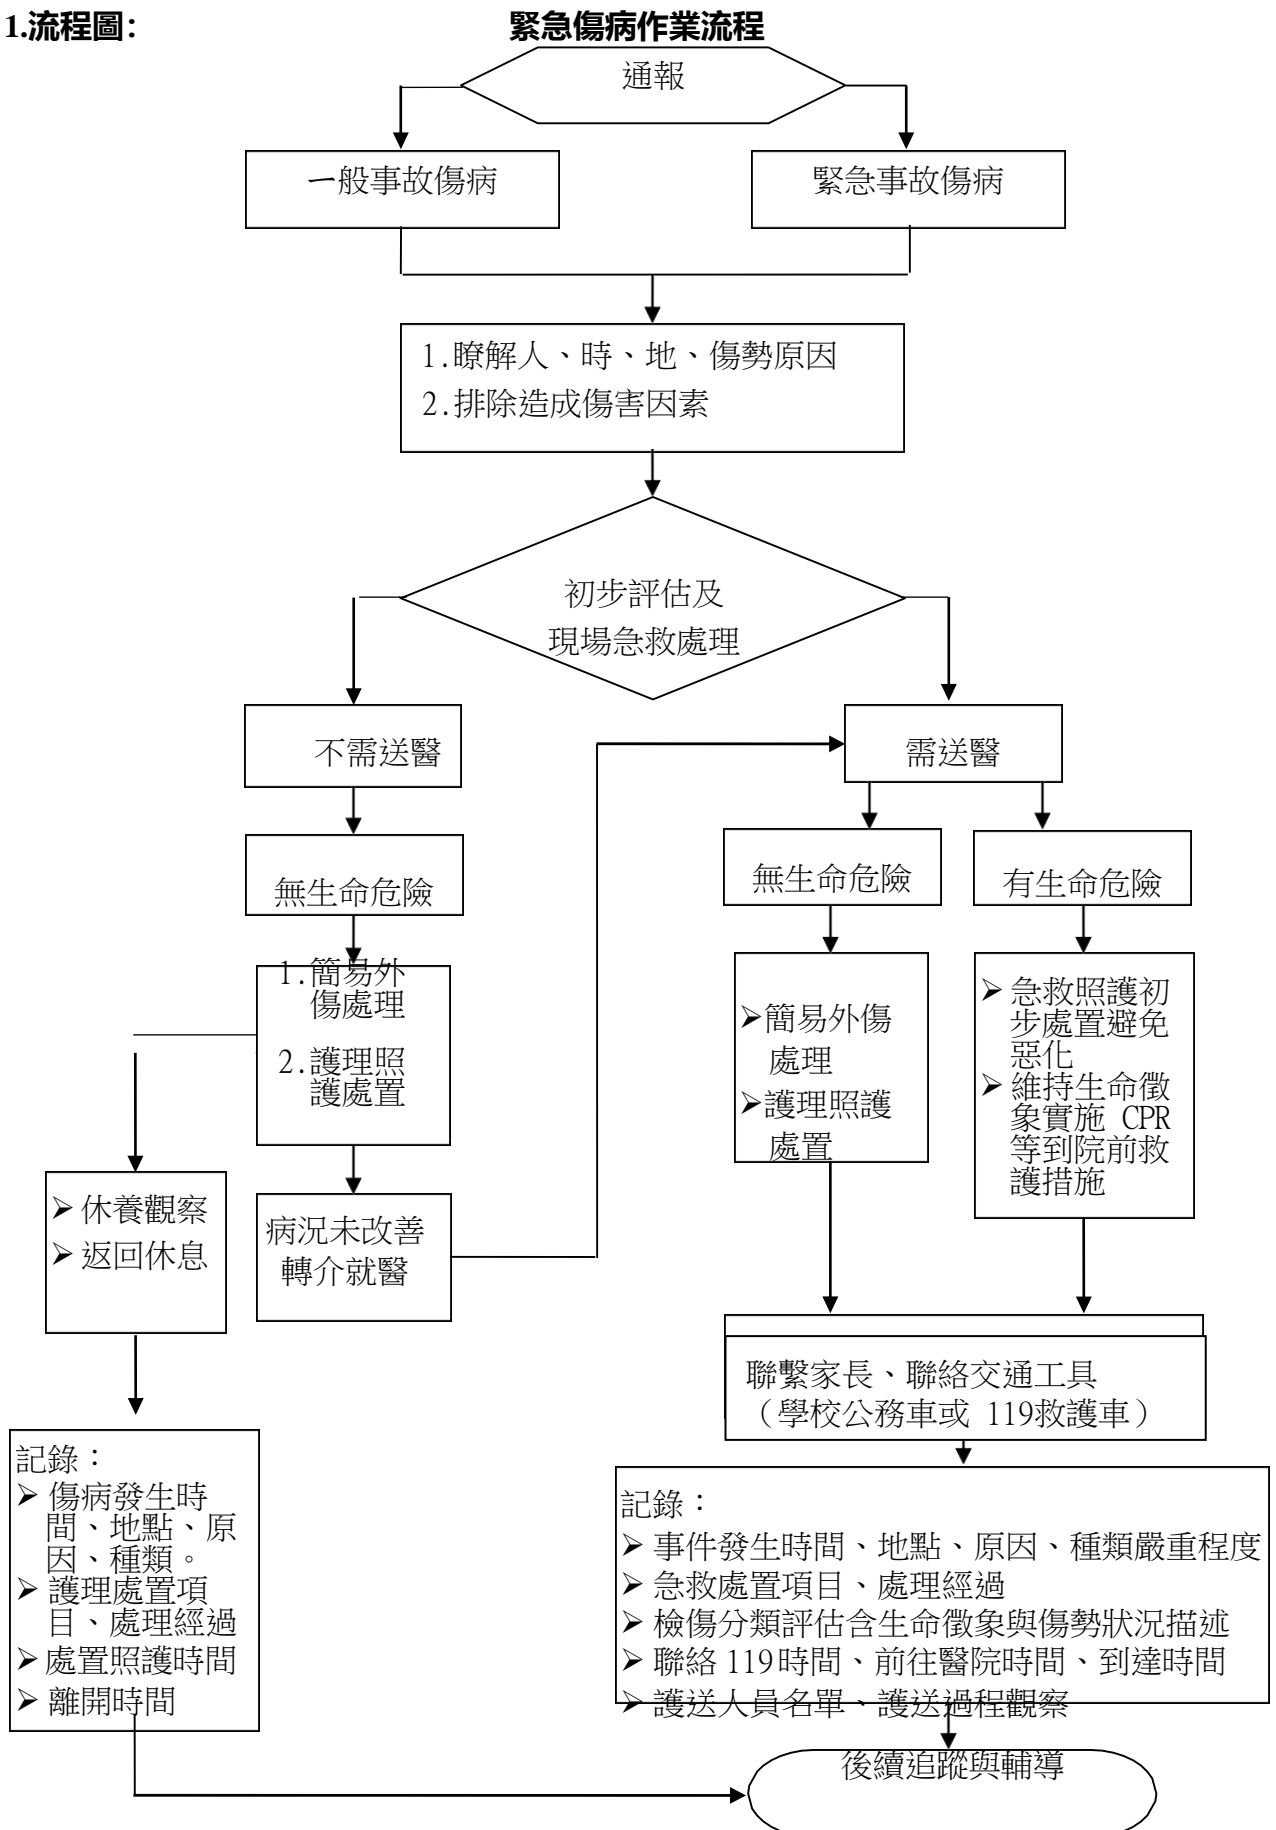 1.流程圖：
緊急傷病作業流程
通報
一般事故傷病
緊急事故傷病
1.瞭解人、時、地、傷勢原因
2.排除造成傷害因素
初步評估及
現場急救處理
不需送醫
需送醫
無生命危險
無生命危險
有生命危險
1.簡易外
傷處理
2.護理照
護處置
➢簡易外傷
處理
➢護理照護
處置
➢急救照護初
步處置避免
惡化
➢維持生命徵
象實施 CPR
等到院前救
護措施
➢休養觀察
➢返回休息
病況未改善
轉介就醫
聯繫家長、聯絡交通工具
（學校公務車或 119救護車）
記錄：
➢傷病發生時
間、地點、原
因、種類。
➢護理處置項
目、處理經過
➢處置照護時間
➢離開時間
記錄：
➢事件發生時間、地點、原因、種類嚴重程度
➢急救處置項目、處理經過
➢檢傷分類評估含生命徵象與傷勢狀況描述
➢聯絡 119時間、前往醫院時間、到達時間
➢護送人員名單、護送過程觀察
後續追蹤與輔導